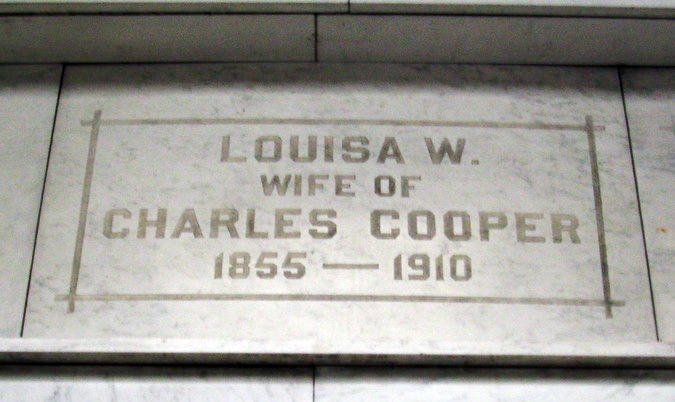 LOUISA W.
WIFE OF
CHARLES COOPER
1855 — 1910